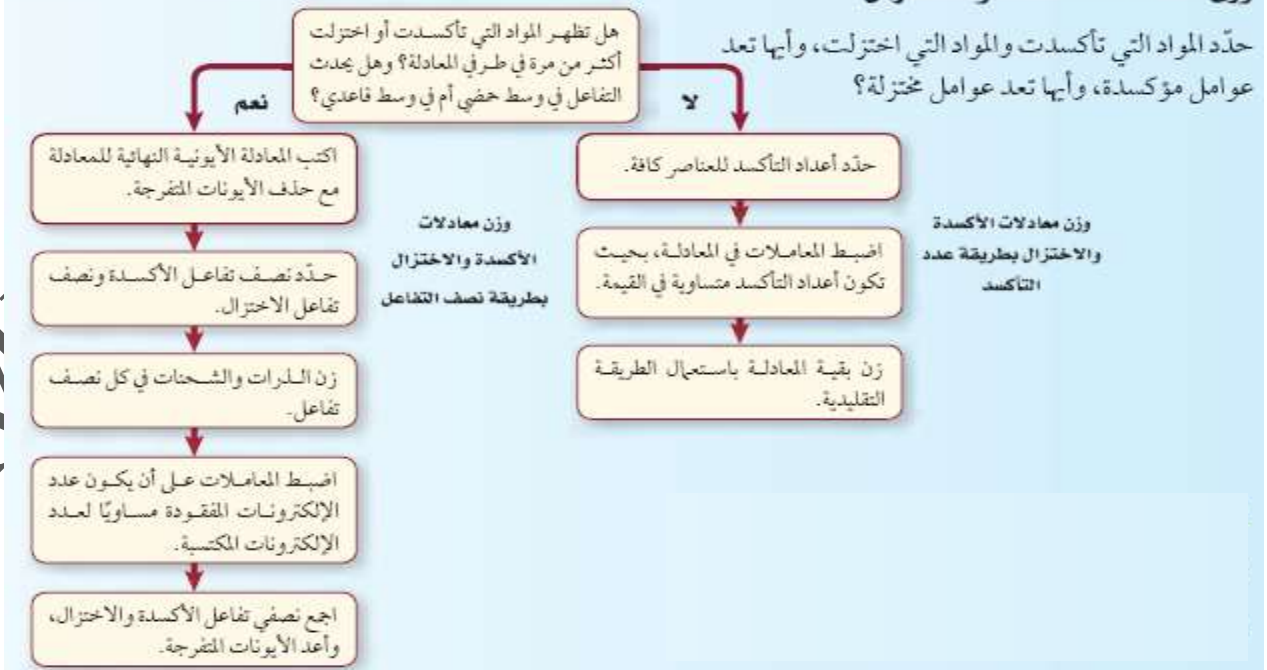 حدّد المواد التي تأكسدت والمواد التي اختزلت، وأيها تعد
عوامل مؤكسدة، وأيها تعد عوامل مختزلة؟
هل تظهر المواد التي تأكسدت أو اختزلت
أكثر من مرة في طرفي المعادلة؟ وهل يحدث
التفاعل في وسط حمضي أم في وسط قاعدي؟
لا
نعم
حدّد أعداد التأكسد للعناصر كافة.
اضبط المعاملات في المعادلة، بحيث
تكون أعداد التأكسد متساوية في القيمة.
زن بقية المعادلة باستعمال الطريقة
التقليدية.
وزن معادلات الأكسدة
والاختزال بطريقة عدد
التأكسد
اكتب المعادلة الأيونية النهائية للمعادلة
مع حذف الأيونات المتفرجة.
حدّد نصف تفاعل الأكسدة ونصف
تفاعل الاختزال.
زن الذرات والشحنات في كل نصف
تفاعل.
اضبط المعاملات على أن يكون عدد
الإلكترونات المفقودة مساويًا لعدد
الإلكترونات المكتسبة.
اجمع نصفي تفاعل الأكسدة والاختزال،
وأعد الأيونات المتفرجة.
وزن معادلات
الأكسدة والاختزال
بطريقة نصف التفاعل